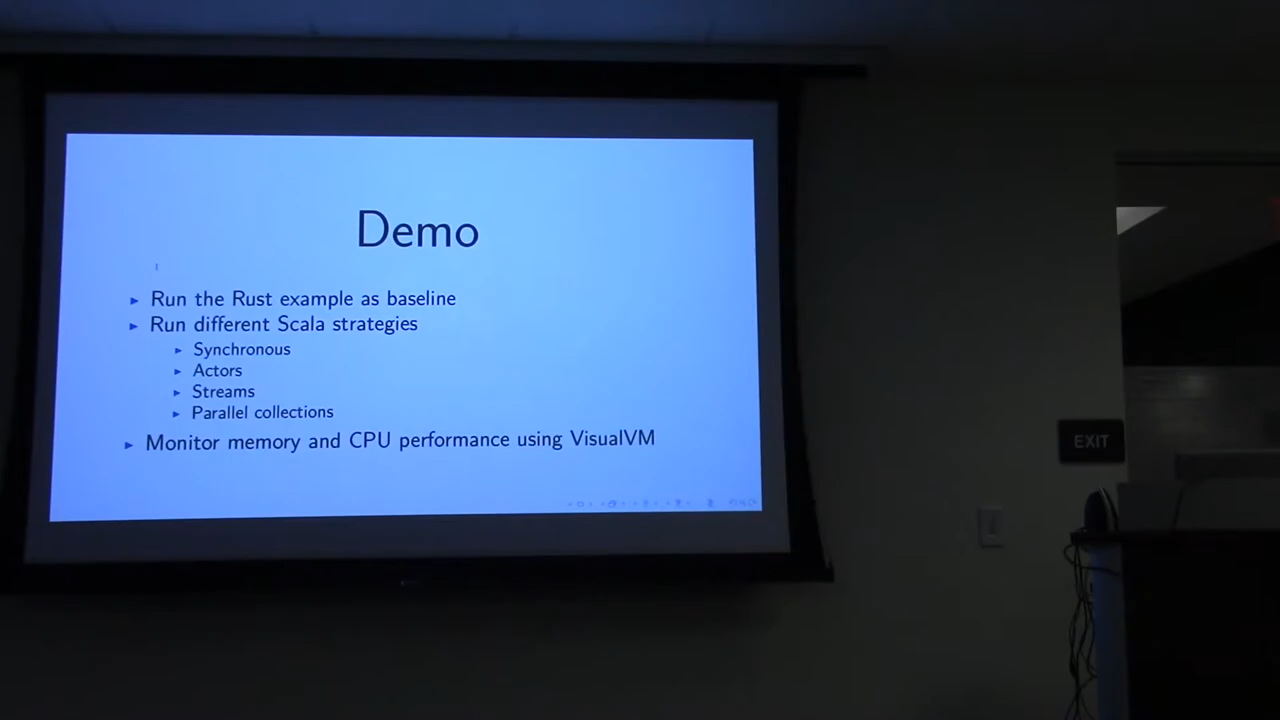 Demo
Run the Rust example as baseline
Run different Scala strategies
Synchronous
Actors
Streams
Parallel collections
Monitor memory and CPU performance using VisualVM
EXIT